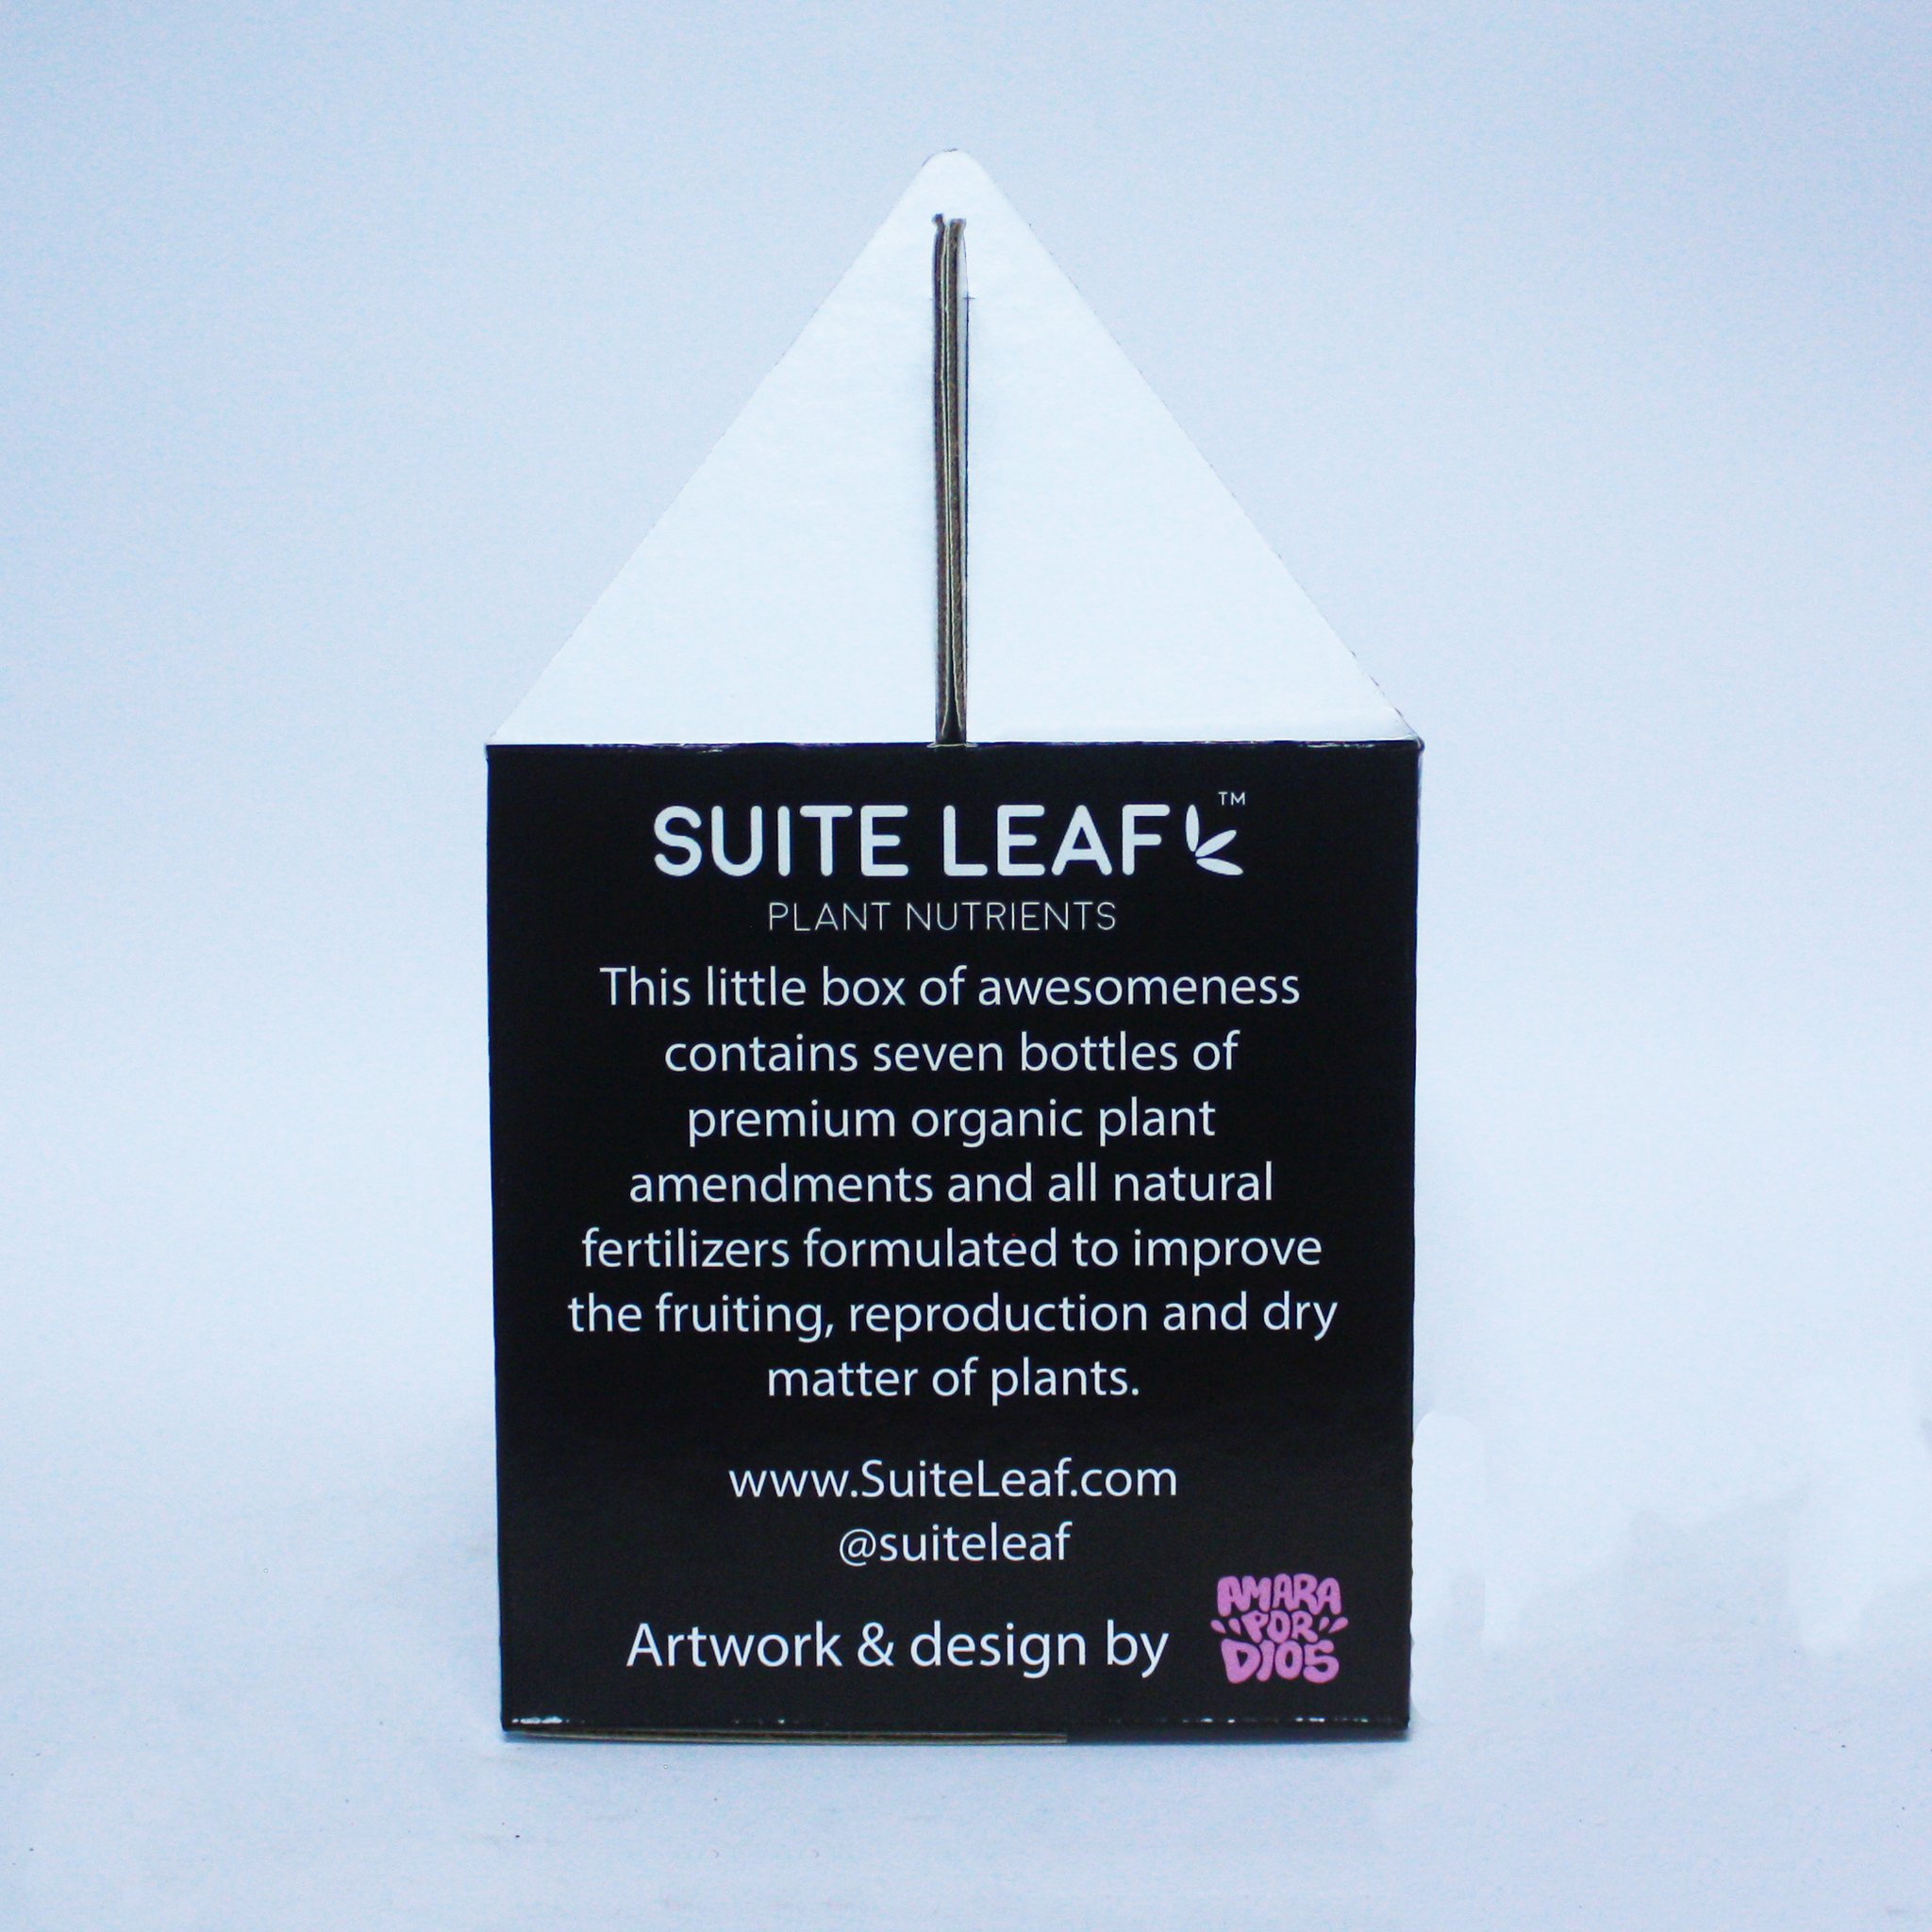 SUITE LEAF™
PLANT NUTRIENTS
This little box of awesomeness
contains seven bottles of
premium organic plant
amendments and all natural
fertilizers formulated to improve
the fruiting, reproduction and dry
matter of plants.
www.SuiteLeaf.com
@suiteleaf
Artwork & design by
AMARA
POR
DIOS